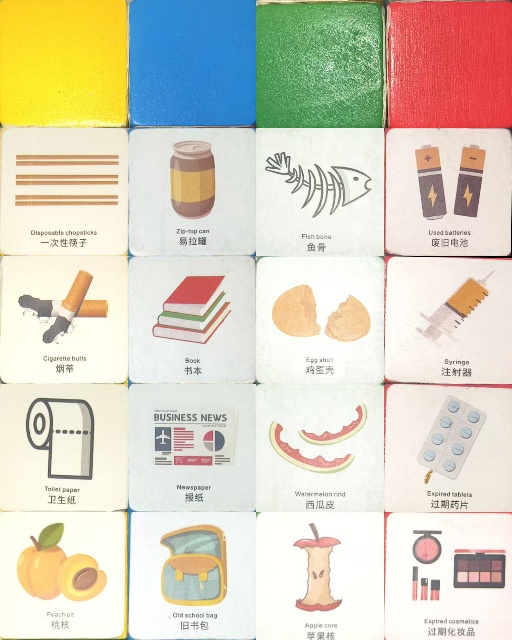 Disposable chopsticks
一次性筷子
Zip-top can
易拉罐
Fish bone
鱼骨
Used batteries
废旧电池
Cigarette butts
烟蒂
Book
书本
Egg shell
鸡蛋壳
Syringe
注射器
Toilet paper
卫生纸
BUSINESS NEWS
Newspaper
报纸
Watermelon rind
西瓜皮
Expired tablets
过期药片
Peach pit
桃核
Old school bag
旧书包
Apple core
苹果核
Expired cosmetics
过期化妆品